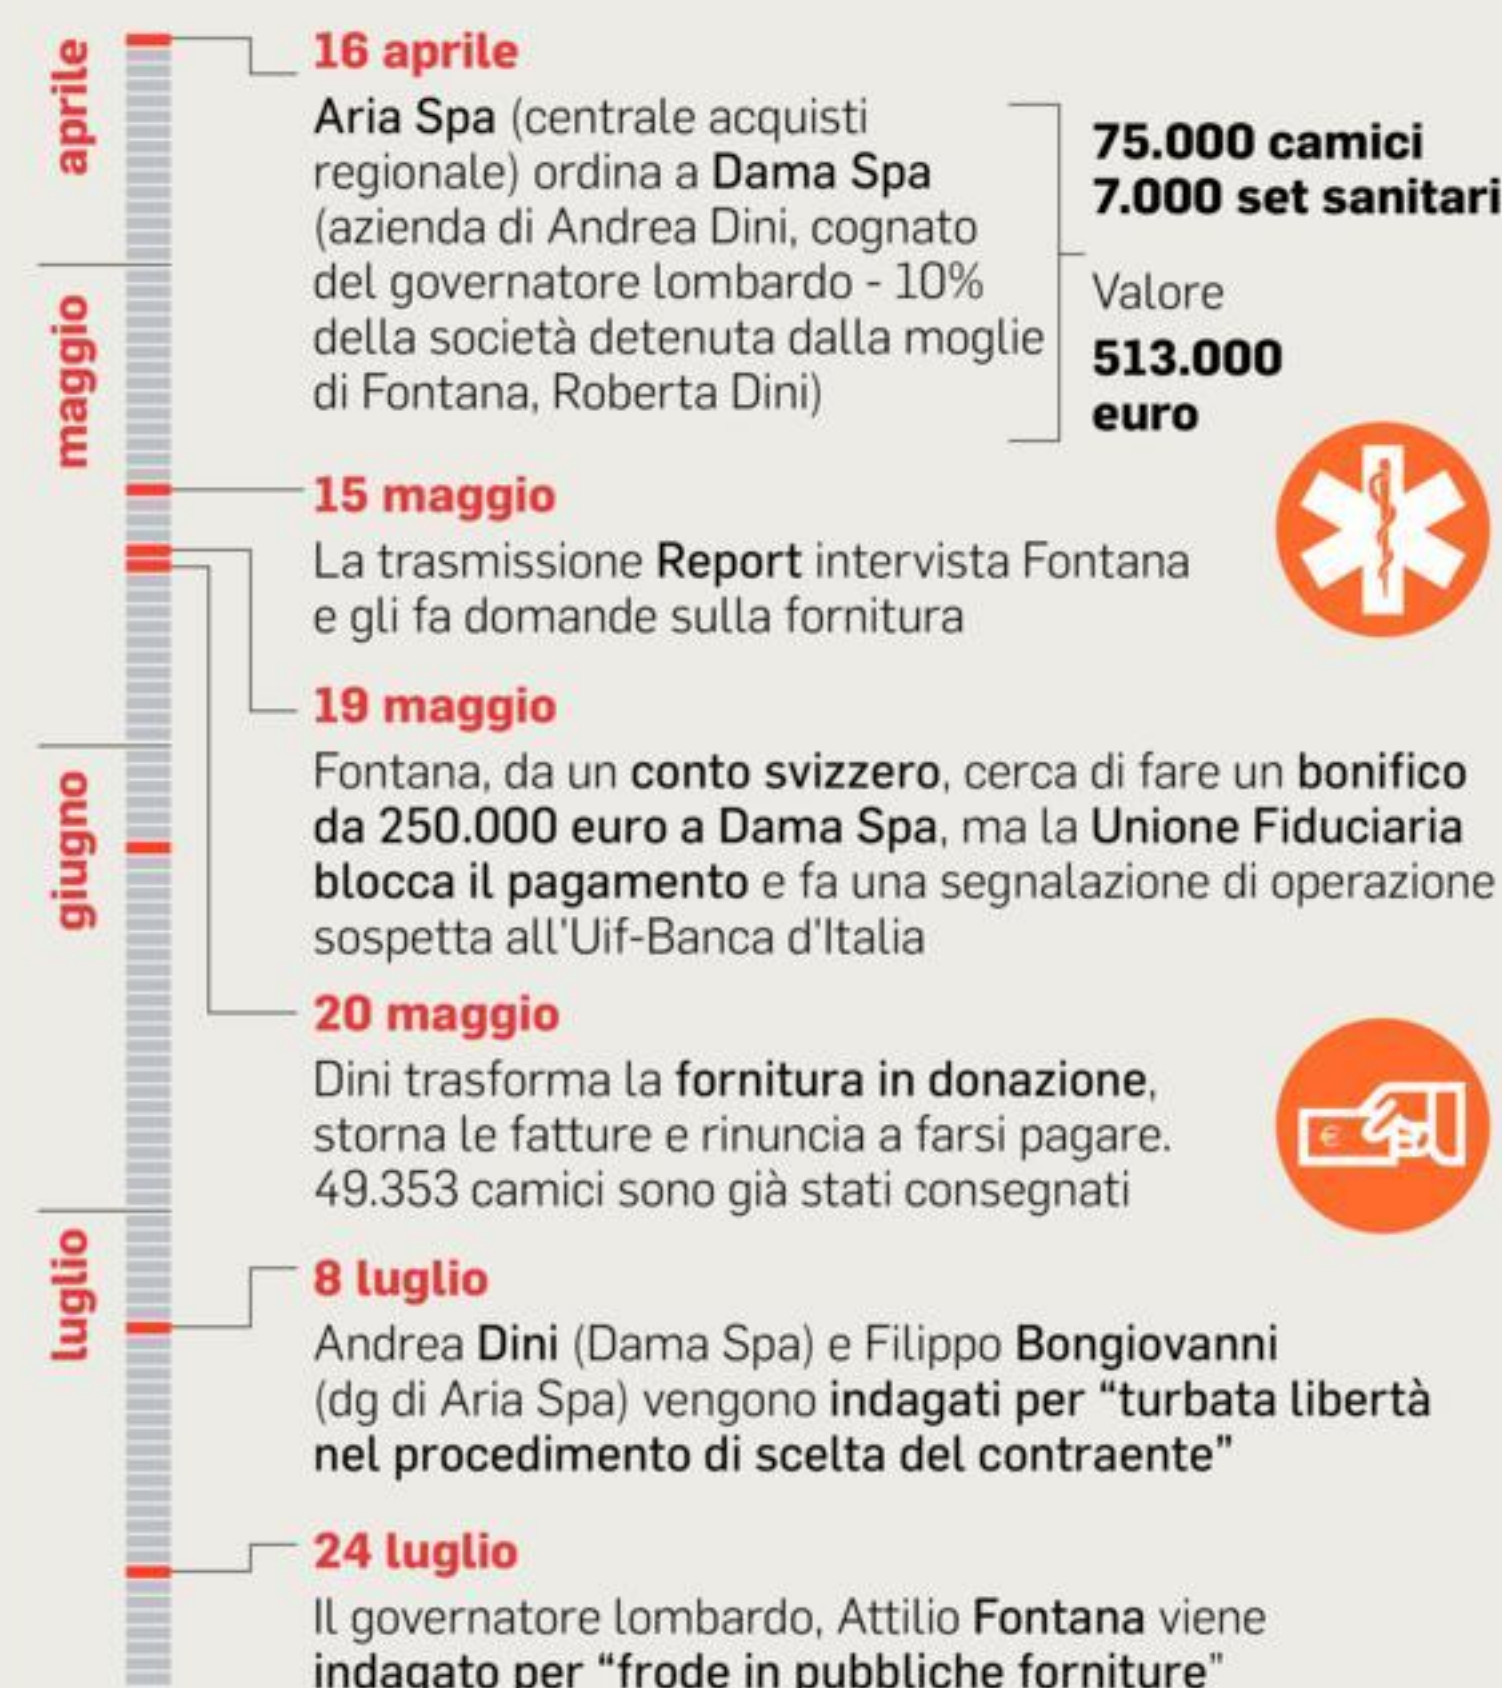 aprile
16 aprile
Aria Spa (centrale acquisti
regionale) ordina a Dama Spa
(azienda di Andrea Dini, cognato
del governatore lombardo - 10%
della società detenuta dalla moglie
di Fontana, Roberta Dini)
75.000 camici
7.000 set sanitari
Valore
513.000
euro
maggio
15 maggio
La trasmissione Report intervista Fontana
e gli fa domande sulla fornitura
19 maggio
Fontana, da un conto svizzero, cerca di fare un bonifico
da 250.000 euro a Dama Spa, ma la Unione Fiduciaria
blocca il pagamento e fa una segnalazione di operazione
sospetta all'Uif-Banca d'Italia
giugno
20 maggio
Dini trasforma la fornitura in donazione,
storna le fatture e rinuncia a farsi pagare.
49.353 camici sono già stati consegnati
€
luglio
8 luglio
Andrea Dini (Dama Spa) e Filippo Bongiovanni
(dg di Aria Spa) vengono indagati per “turbata libertà
nel procedimento di scelta del contraente”
24 luglio
Il governatore lombardo, Attilio Fontana viene
indagato per “frode in pubbliche forniture”